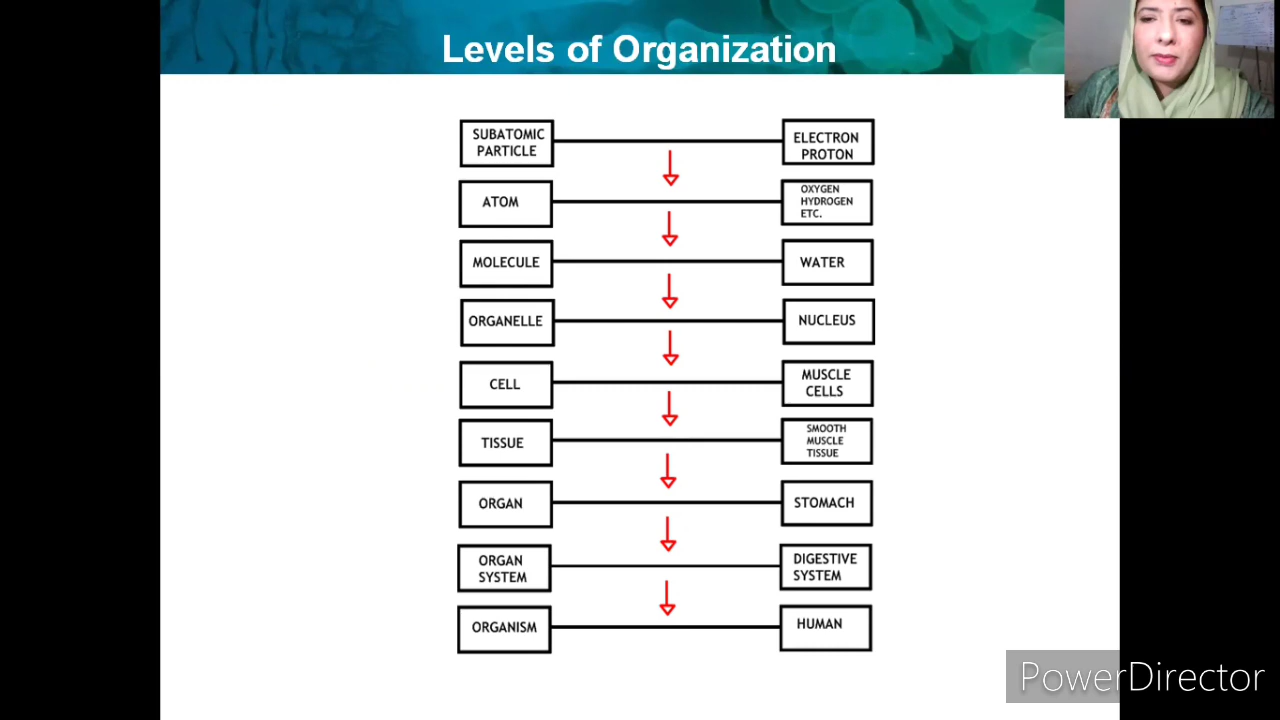 Levels of Organization
SUBATOMIC
PARTICLE
ELECTRON
PROTON
ATOM
OXYGEN
HYDROGEN
ETC.
MOLECULE
WATER
ORGANELLE
NUCLEUS
CELL
MUSCLE
CELLS
TISSUE
SMOOTH
MUSCLE
TISSUE
ORGAN
STOMACH
ORGAN
SYSTEM
DIGESTIVE
SYSTEM
ORGANISM
HUMAN
PowerDirector